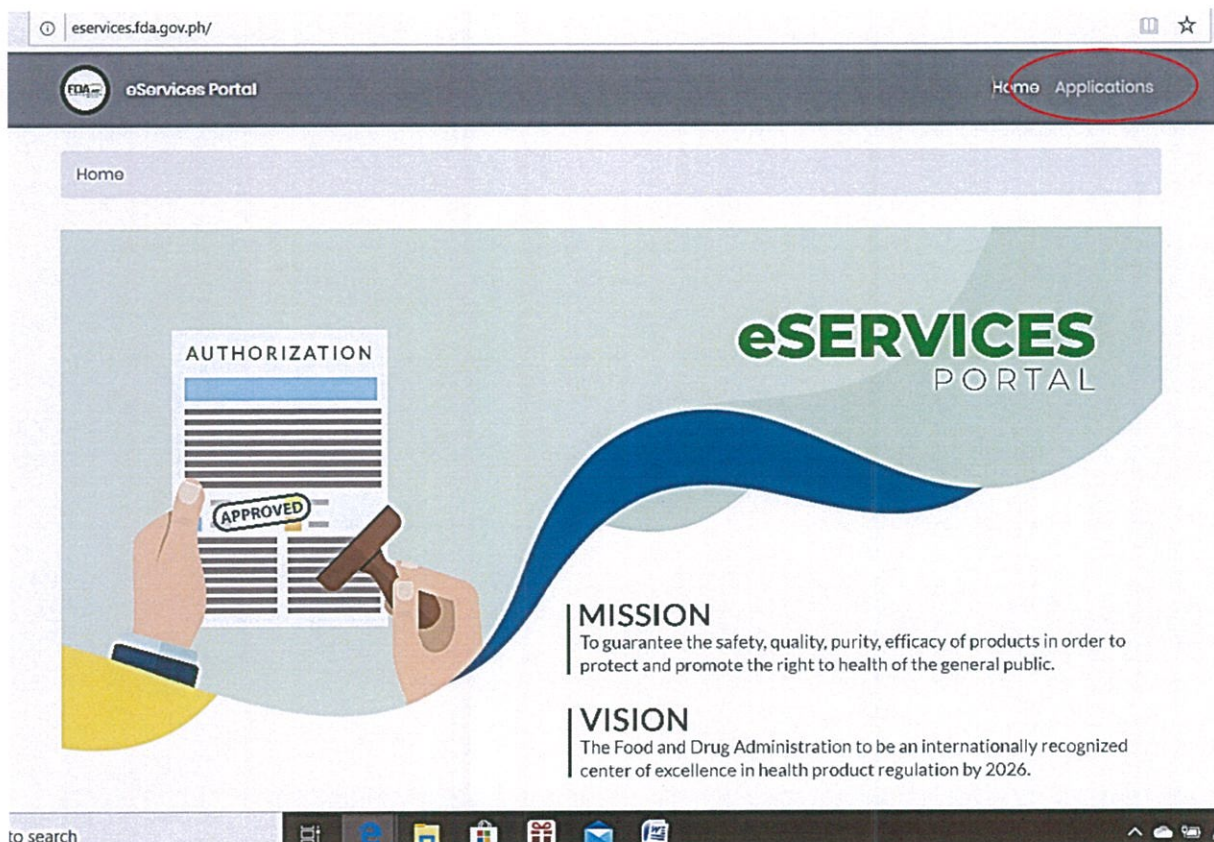 eservices.fda.gov.ph/
FDA
eServices Portal
Home Applications
Home
AUTHORIZATION
APPROVED
eSERVICES
PORTAL
MISSION
To guarantee the safety, quality, purity, efficacy of products in order to
protect and promote the right to health of the general public.
VISION
The Food and Drug Administration to be an internationally recognized
center of excellence in health product regulation by 2026.
to search